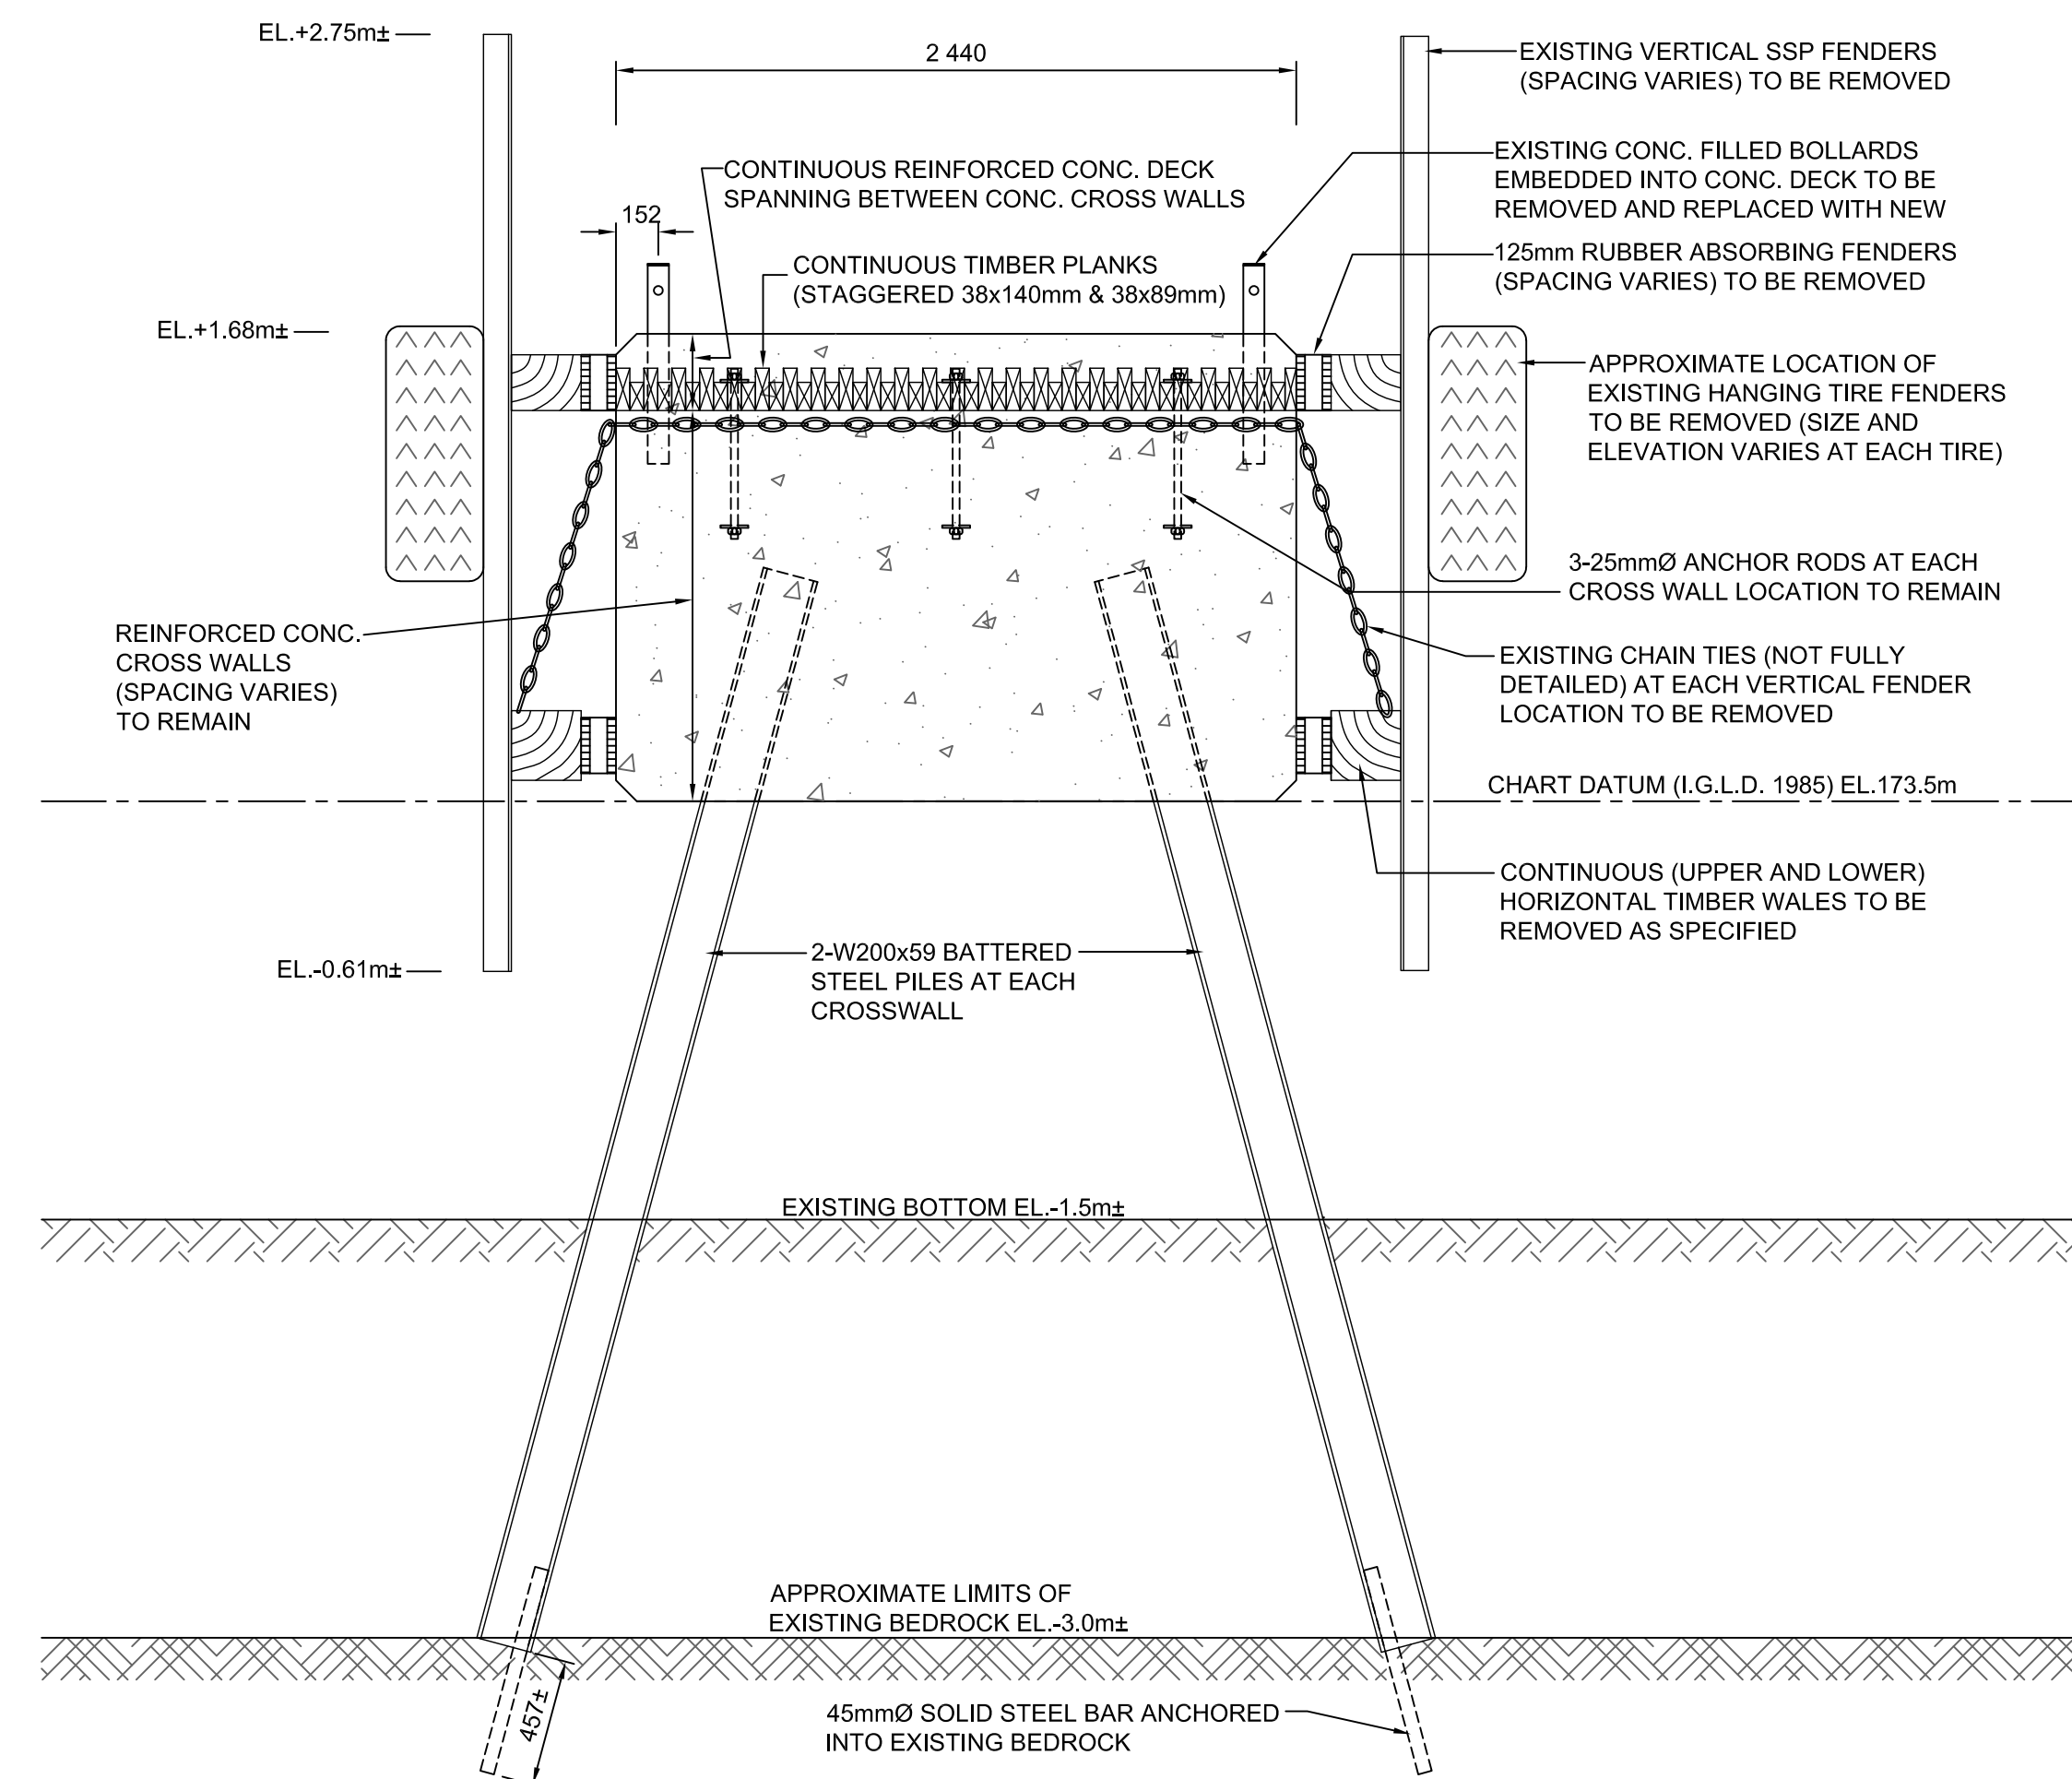 EL.+2.75m±
2 440
EXISTING VERTICAL SSP FENDERS
(SPACING VARIES) TO BE REMOVED
EXISTING CONC. FILLED BOLLARDS
EMBEDDED INTO CONC. DECK TO BE
REMOVED AND REPLACED WITH NEW
CONTINUOUS REINFORCED CONC. DECK
SPANNING BETWEEN CONC. CROSS WALLS
152
125mm RUBBER ABSORBING FENDERS
(SPACING VARIES) TO BE REMOVED
CONTINUOUS TIMBER PLANKS
(STAGGERED 38x140mm & 38x89mm)
EL.+1.68m±
APPROXIMATE LOCATION OF
EXISTING HANGING TIRE FENDERS
TO BE REMOVED (SIZE AND
ELEVATION VARIES AT EACH TIRE)
3-25mmØ ANCHOR RODS AT EACH
CROSS WALL LOCATION TO REMAIN
REINFORCED CONC.
CROSS WALLS
(SPACING VARIES)
TO REMAIN
EXISTING CHAIN TIES (NOT FULLY
DETAILED) AT EACH VERTICAL FENDER
LOCATION TO BE REMOVED
CHART DATUM (I.G.L.D. 1985) EL.173.5m
CONTINUOUS (UPPER AND LOWER)
HORIZONTAL TIMBER WALES TO BE
REMOVED AS SPECIFIED
EL.-0.61m±
2-W200x59 BATTERED
STEEL PILES AT EACH
CROSSWALL
EXISTING BOTTOM EL.-1.5m±
APPROXIMATE LIMITS OF
EXISTING BEDROCK EL.-3.0m±
457±
45mmØ SOLID STEEL BAR ANCHORED
INTO EXISTING BEDROCK